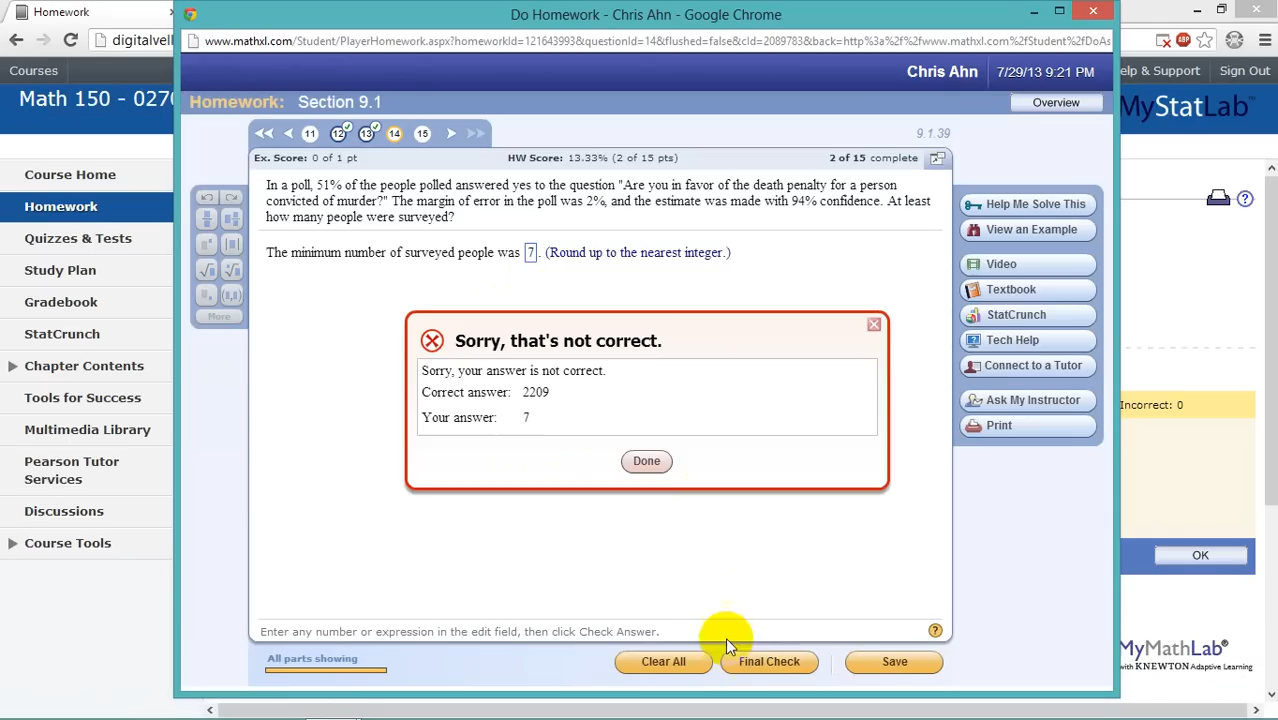 Homework
Do Homework - Chris Ahn - Google Chrome
digitalvell
www.mathxl.com/Student/PlayerHomework.aspx?homeworkId=121643993&questionId=14&flushed=false&cId=2089783&back=http%3a%2f%2fwww.mathxl.com%2fStudent%2fDoAs
ABP
Courses
Chris Ahn
7/29/13 9:21 PM
elp & Support
Sign Out
Math 150 - 0270
Homework: Section 9.1
Overview
MyStatLab
11 12 13 14 15
9.1.39
Ex. Score: 0 of 1 pt
HW Score: 13.33% (2 of 15 pts)
2 of 15 complete
Course Home
Homework
Quizzes & Tests
Study Plan
Gradebook
StatCrunch
Chapter Contents
Tools for Success
Multimedia Library
Pearson Tutor
Services
Discussions
Course Tools
More
In a poll, 51% of the people polled answered yes to the question "Are you in favor of the death penalty for a person
convicted of murder?" The margin of error in the poll was 2%, and the estimate was made with 94% confidence. At least
how many people were surveyed?
The minimum number of surveyed people was 7. (Round up to the nearest integer.)
Sorry, that's not correct.
Sorry, your answer is not correct.
Correct answer: 2209
Your answer: 7
Done
Help Me Solve This
View an Example
Video
Textbook
StatCrunch
Tech Help
Connect to a Tutor
Ask My Instructor
Print
Incorrect: 0
OK
Enter any number or expression in the edit field, then click Check Answer.
?
All parts showing
Clear All
Final Check
Save
MyMathLab
with KNEWTON Adaptive Learning